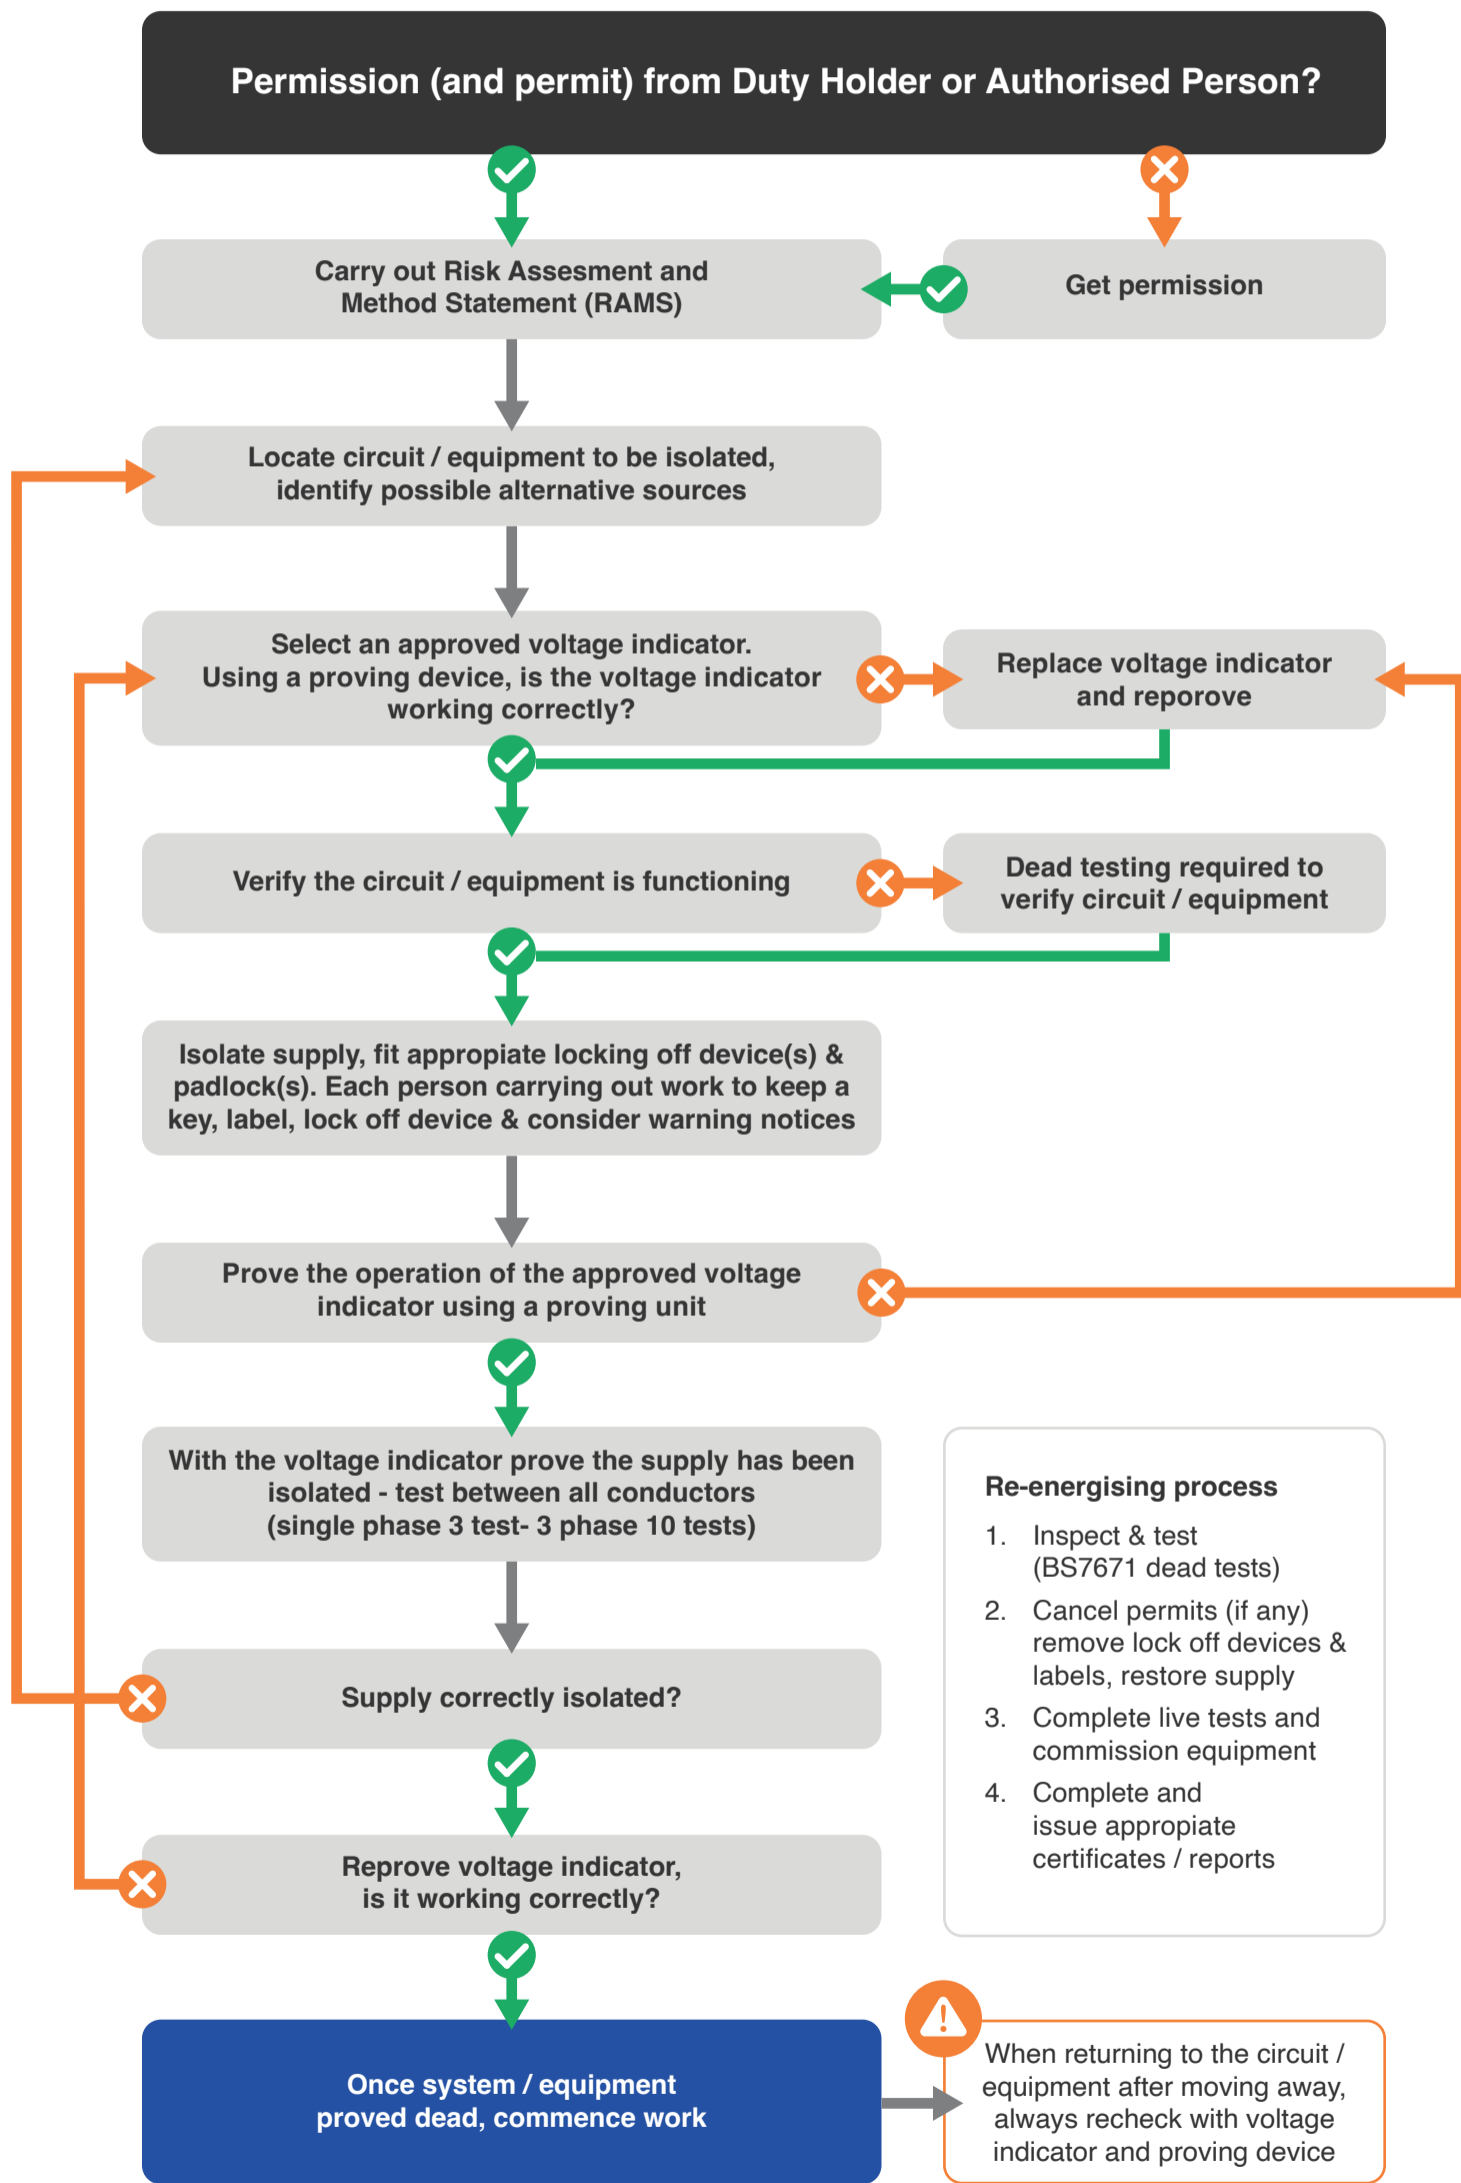 Permission (and permit) from Duty Holder or Authorised Person?
Carry out Risk Assesment and
Method Statement (RAMS)
Get permission
Locate circuit / equipment to be isolated,
identify possible alternative sources
Select an approved voltage indicator.
Using a proving device, is the voltage indicator
working correctly?
Replace voltage indicator
and reporove
Verify the circuit / equipment is functioning
Dead testing required to
verify circuit / equipment
Isolate supply, fit appropiate locking off device(s) &
padlock(s). Each person carrying out work to keep a
key, label, lock off device & consider warning notices
Prove the operation of the approved voltage
indicator using a proving unit
With the voltage indicator prove the supply has been
isolated - test between all conductors
(single phase 3 test- 3 phase 10 tests)
Supply correctly isolated?
Reprove voltage indicator,
is it working correctly?
Re-energising process
1. Inspect & test
(BS7671 dead tests)
2. Cancel permits (if any)
remove lock off devices &
labels, restore supply
3. Complete live tests and
commission equipment
4. Complete and
issue appropiate
certificates / reports
Once system / equipment
proved dead, commence work
When returning to the circuit /
equipment after moving away,
always recheck with voltage
indicator and proving device